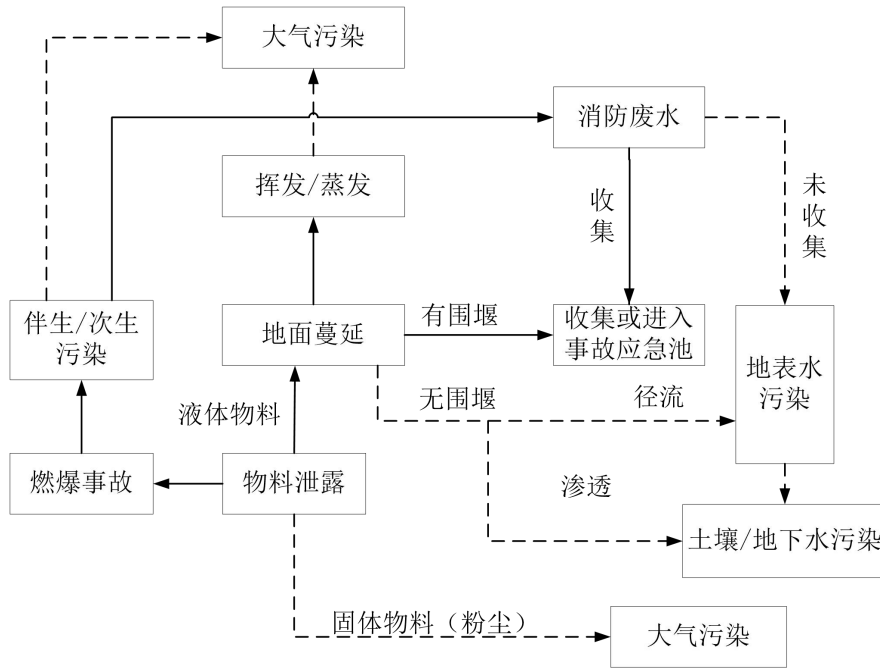 大气污染
消防废水
挥发/蒸发
收集
未收集
伴生/次生
污染
地面蔓延
有围堰
收集或进入
事故应急池
地表水
污染
液体物料
无围堰
径流
燃爆事故
物料泄露
渗透
土壤/地下水污染
固体物料（粉尘）
大气污染